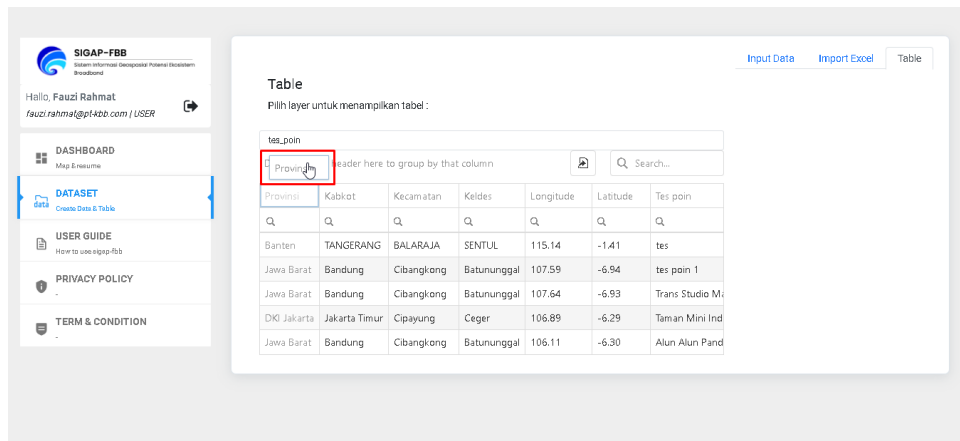 SIGAP-FBB
Sistem Informasi Geospasial Potensi Ekosistem
Broadband
Hallo, Fauzi Rahmat
fauzi.rahmat@pt-kbb.com | USER
DASHBOARD
Map & resume
data
DATASET
Create Data & Table
USER GUIDE
How to use sigap-fbb
PRIVACY POLICY
-
TERM & CONDITION
-
Input Data Import Excel Table
Table
Pilih layer untuk menampilkan tabel :
tes_poin
Provinsi header here to group by that column Search...
Provinsi Kabkot Kecamatan Keldes Longitude Latitude Tes poin
Banten TANGERANG BALARAJA SENTUL 115.14 -1.41 tes
Jawa Barat Bandung Cibangkong Batununggal 107.59 -6.94 tes poin 1
Jawa Barat Bandung Cibangkong Batununggal 107.64 -6.93 Trans Studio Ma
DKI Jakarta Jakarta Timur Cipayung Ceger 106.89 -6.29 Taman Mini Ind
Jawa Barat Bandung Cibangkong Batununggal 106.11 -6.30 Alun Alun Pand